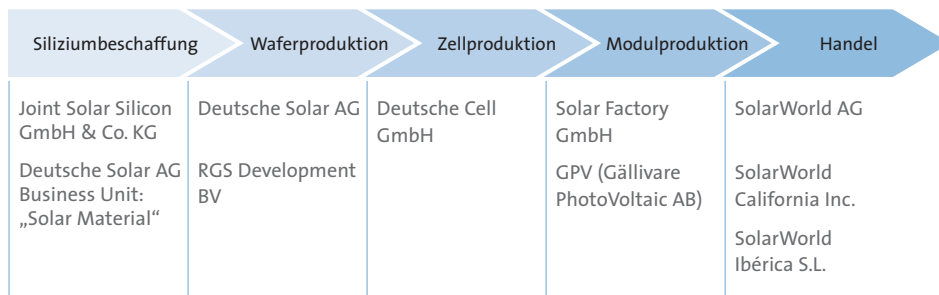 Siliziumbeschaffung
Waferproduktion
Zellproduktion
Modulproduktion
Handel
Joint Solar Silicon
GmbH & Co. KG
Deutsche Solar AG
Business Unit:
„Solar Material“
Deutsche Solar AG
RGS Development
BV
Deutsche Cell
GmbH
Solar Factory
GmbH
GPV (Gällivare
PhotoVoltaic AB)
SolarWorld AG
SolarWorld
California Inc.
SolarWorld
Ibérica S.L.